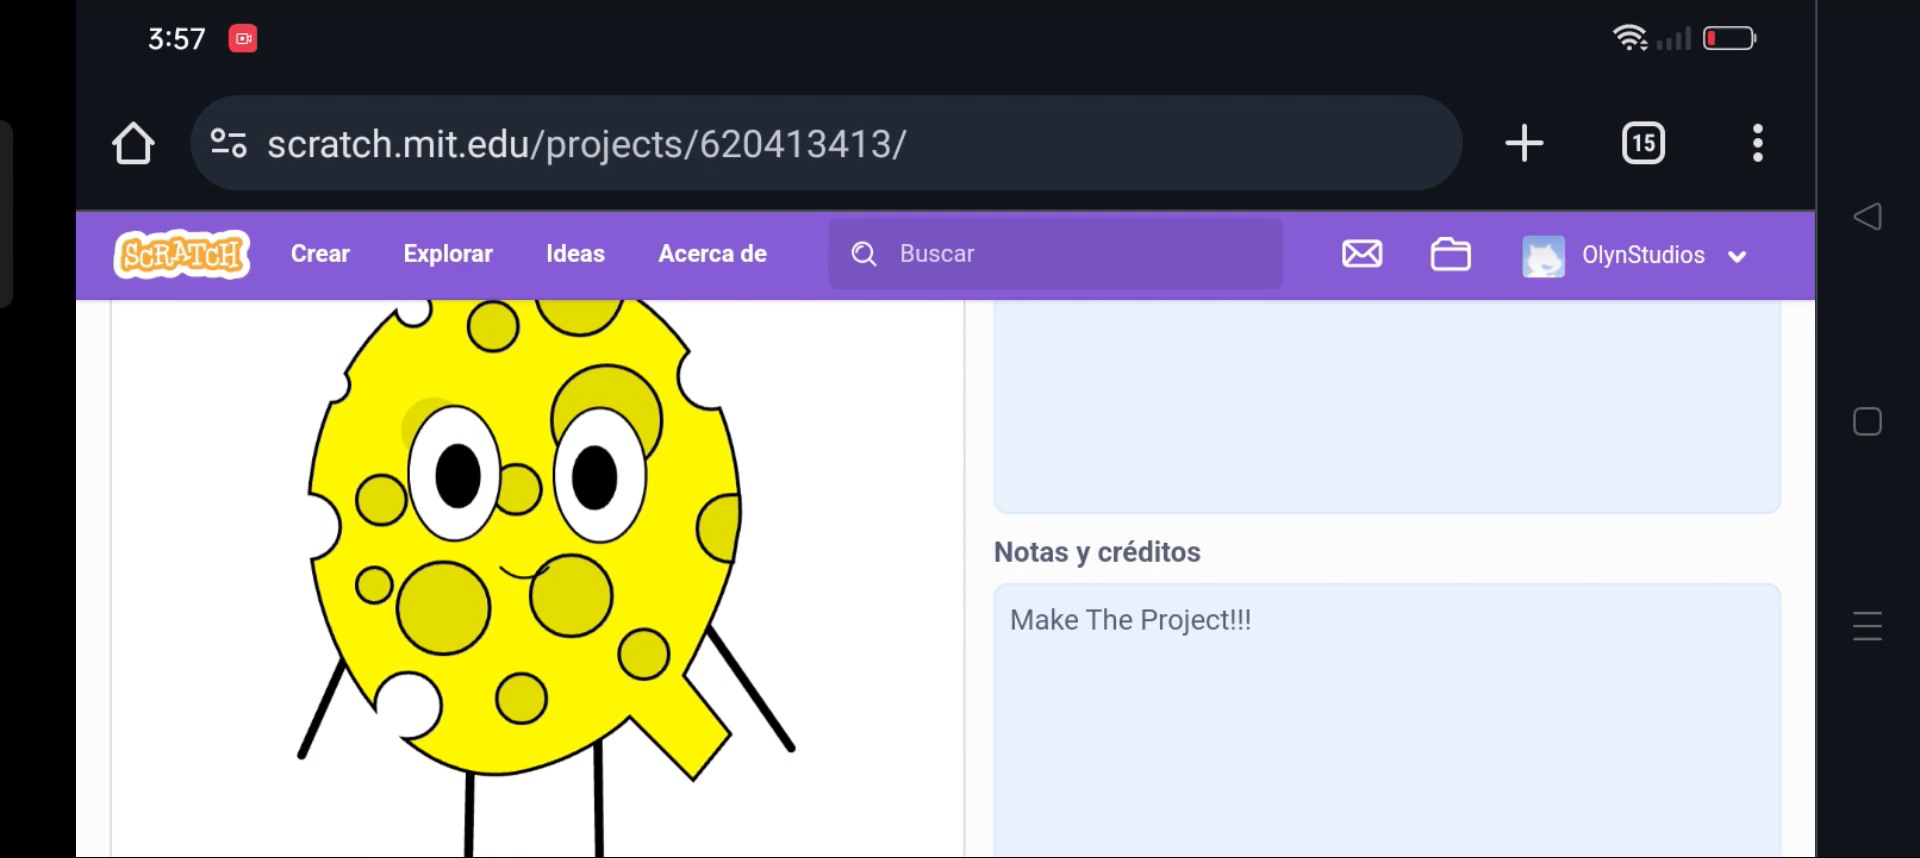 3:57
scratch.mit.edu/projects/620413413/
15
SCRATCH
Crear
Explorar
Ideas
Acerca de
Buscar
OlynStudios
Notas y créditos
Make The Project!!!